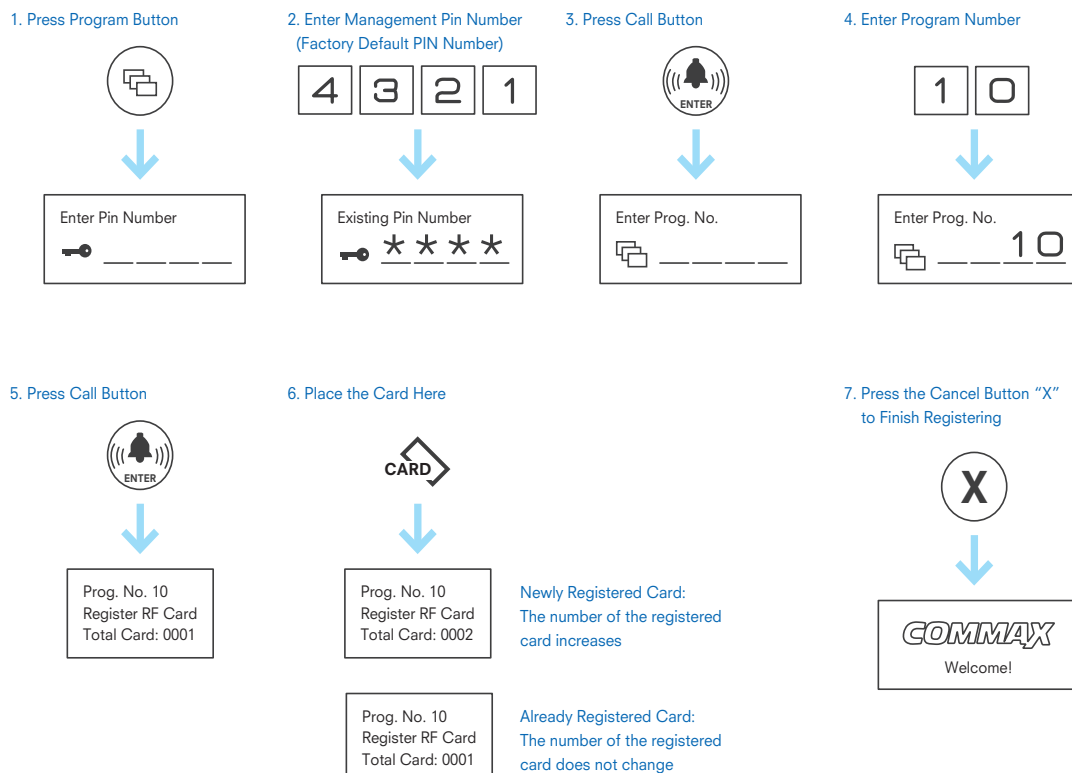 1. Press Program Button
Enter Pin Number
2. Enter Management Pin Number
(Factory Default PIN Number)
4 3 2 1
Existing Pin Number
* * * *
3. Press Call Button
ENTER
Enter Prog. No.
4. Enter Program Number
1 0
Enter Prog. No.
1 0
5. Press Call Button
ENTER
Prog. No. 10
Register RF Card
Total Card: 0001
6. Place the Card Here
CARD
Prog. No. 10
Register RF Card
Total Card: 0002
Newly Registered Card:
The number of the registered
card increases
Prog. No. 10
Register RF Card
Total Card: 0001
Already Registered Card:
The number of the registered
card does not change
7. Press the Cancel Button “X”
to Finish Registering
X
COMMAX
Welcome!